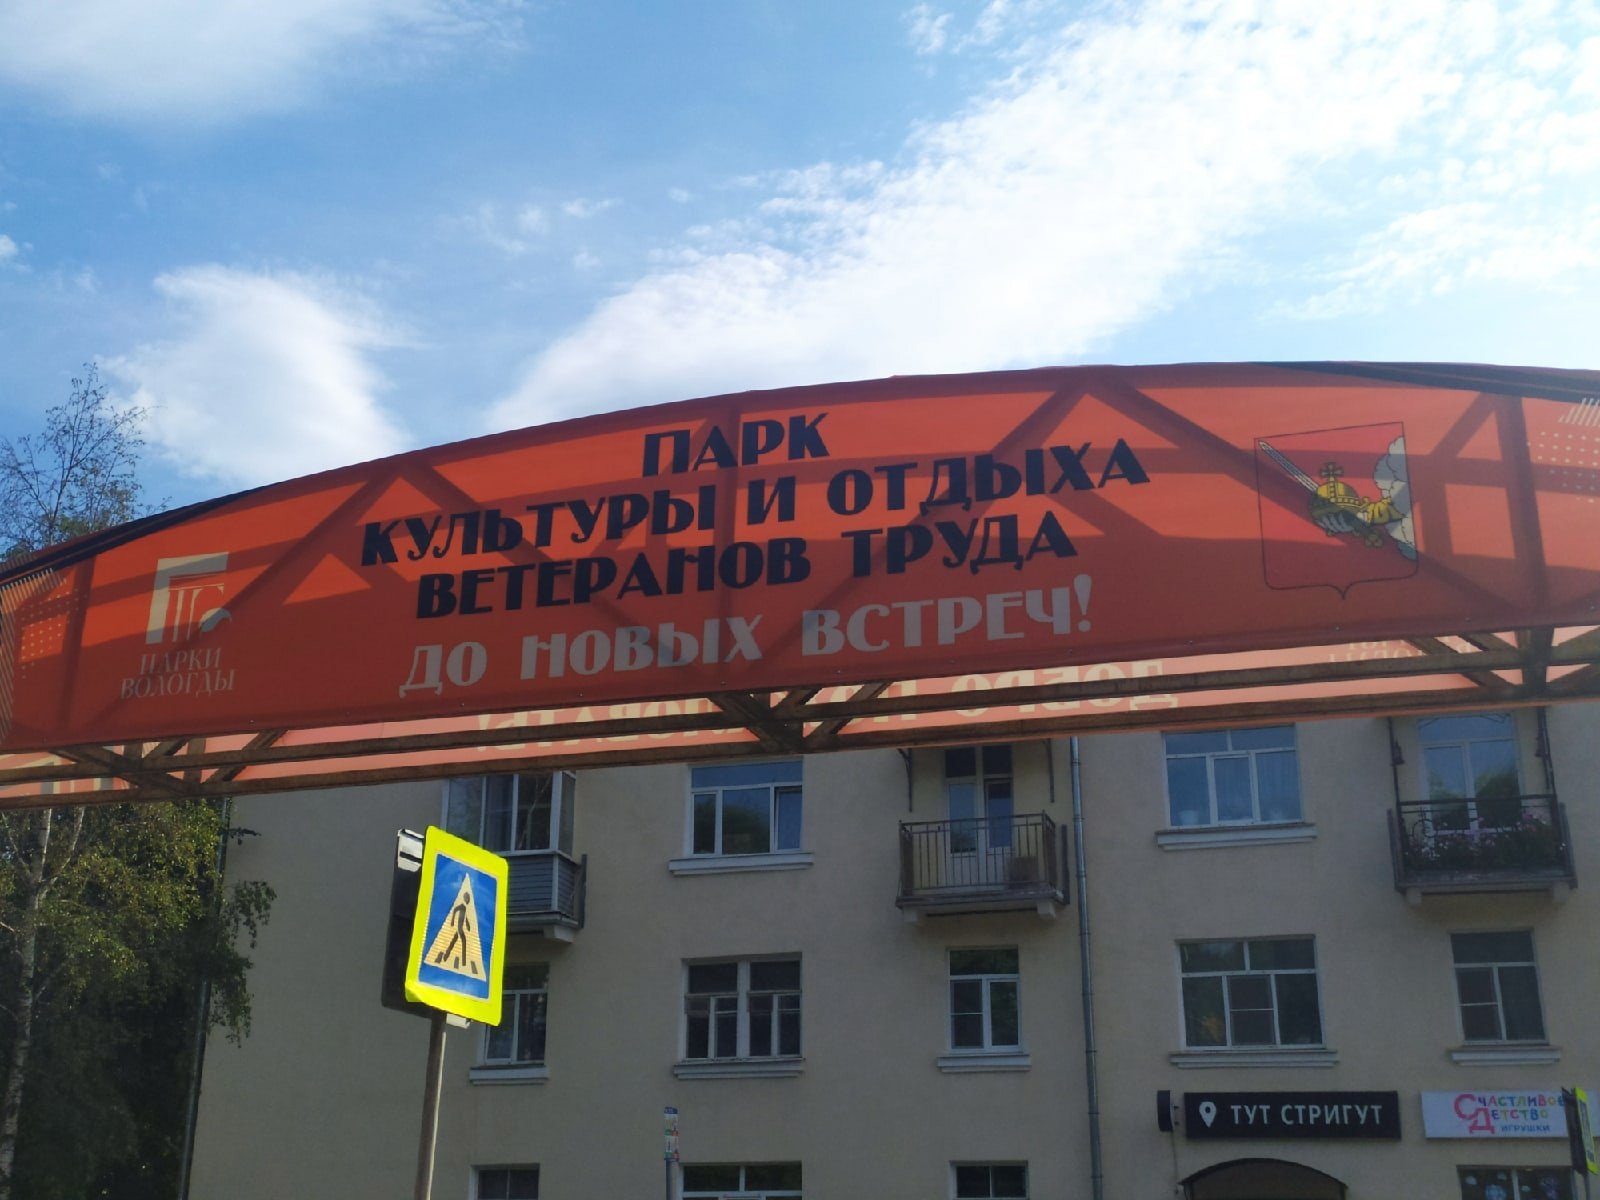 ПАРК
КУЛЬТУРЫ И ОТДЫХА
ВЕТЕРАНОВ ТРУДА
ДО НОВЫХ ВСТРЕЧ!
ПАРКИ
ВОЛОГДЫ
ТУТ СТРИГУТ
СЧАСТЛИВОЕ
ДЕТСТВО
ИГРУШКИ